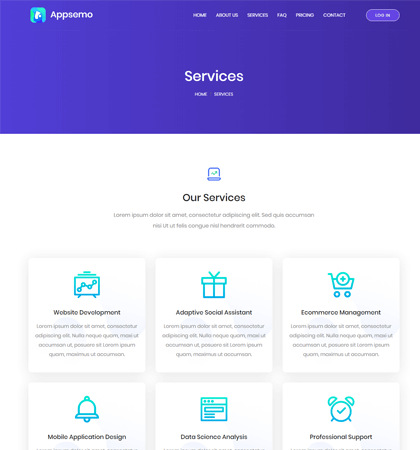 Appsemo
HOME ABOUT US SERVICES FAQ PRICING CONTACT LOG IN
Services
HOME SERVICES
Our Services
Lorem ipsum dolor sit amet, consectetur adipiscing elit. Sed quis accumsan
nisi Ut ut felis congue nisl hendrerit commodo.
Website Development
Lorem ipsum dolor sit amet, consectetur
adipiscing elit. Nulla neque quam, maxi ut
accumsan ut, posuere sit Lorem ipsum
quam, maximus ut accumsan.
Adaptive Social Assistant
Lorem ipsum dolor sit amet, consectetur
adipiscing elit. Nulla neque quam, maxi ut
accumsan ut, posuere sit Lorem ipsum
quam, maximus ut accumsan.
Ecommerce Management
Lorem ipsum dolor sit amet, consectetur
adipiscing elit. Nulla neque quam, maxi ut
accumsan ut, posuere sit Lorem ipsum
quam, maximus ut accumsan.
Mobile Application Design
Data Science Analysis
Professional Support